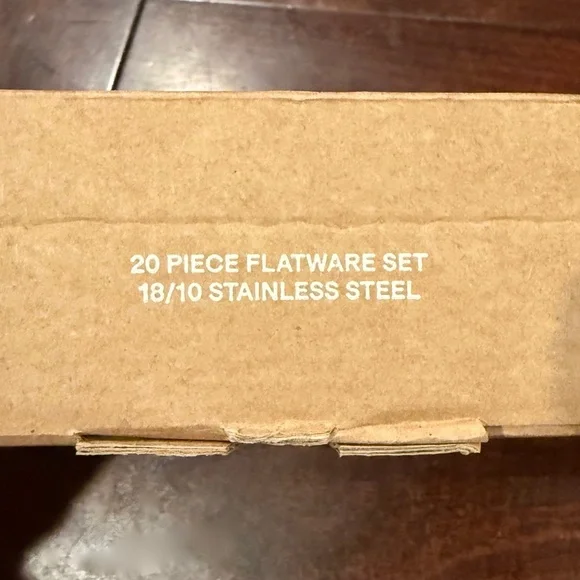 20 PIECE FLATWARE SET
18/10 STAINLESS STEEL